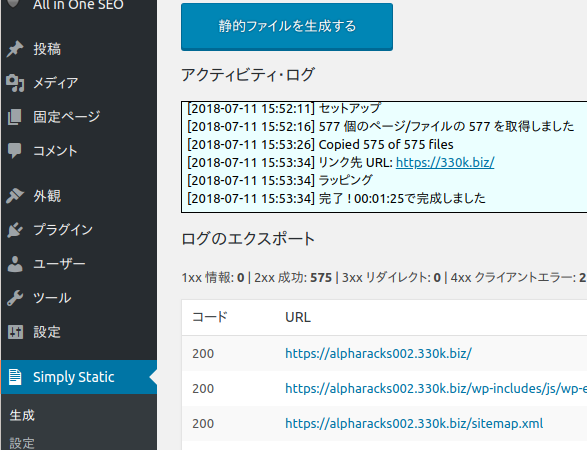 All in One SEO
投稿
メディア
固定ページ
コメント
外観
プラグイン
ユーザー
ツール
設定
Simply Static
生成
設定
静的ファイルを生成する
アクティビティ・ログ
[2018-07-11 15:52:11] セットアップ
[2018-07-11 15:52:16] 577 個のページ/ファイルの 577 を取得しました
[2018-07-11 15:53:26] Copied 575 of 575 files
[2018-07-11 15:53:34] リンク先 URL: https://330k.biz/
[2018-07-11 15:53:34] ラッピング
[2018-07-11 15:53:34] 完了 ! 00:01:25で完成しました
ログのエクスポート
1xx 情報: 0 | 2xx 成功: 575 | 3xx リダイレクト: 0 | 4xx クライアントエラー: 2
コード URL
200 https://alpharacks002.330k.biz/
200 https://alpharacks002.330k.biz/wp-includes/js/wp-e
200 https://alpharacks002.330k.biz/sitemap.xml